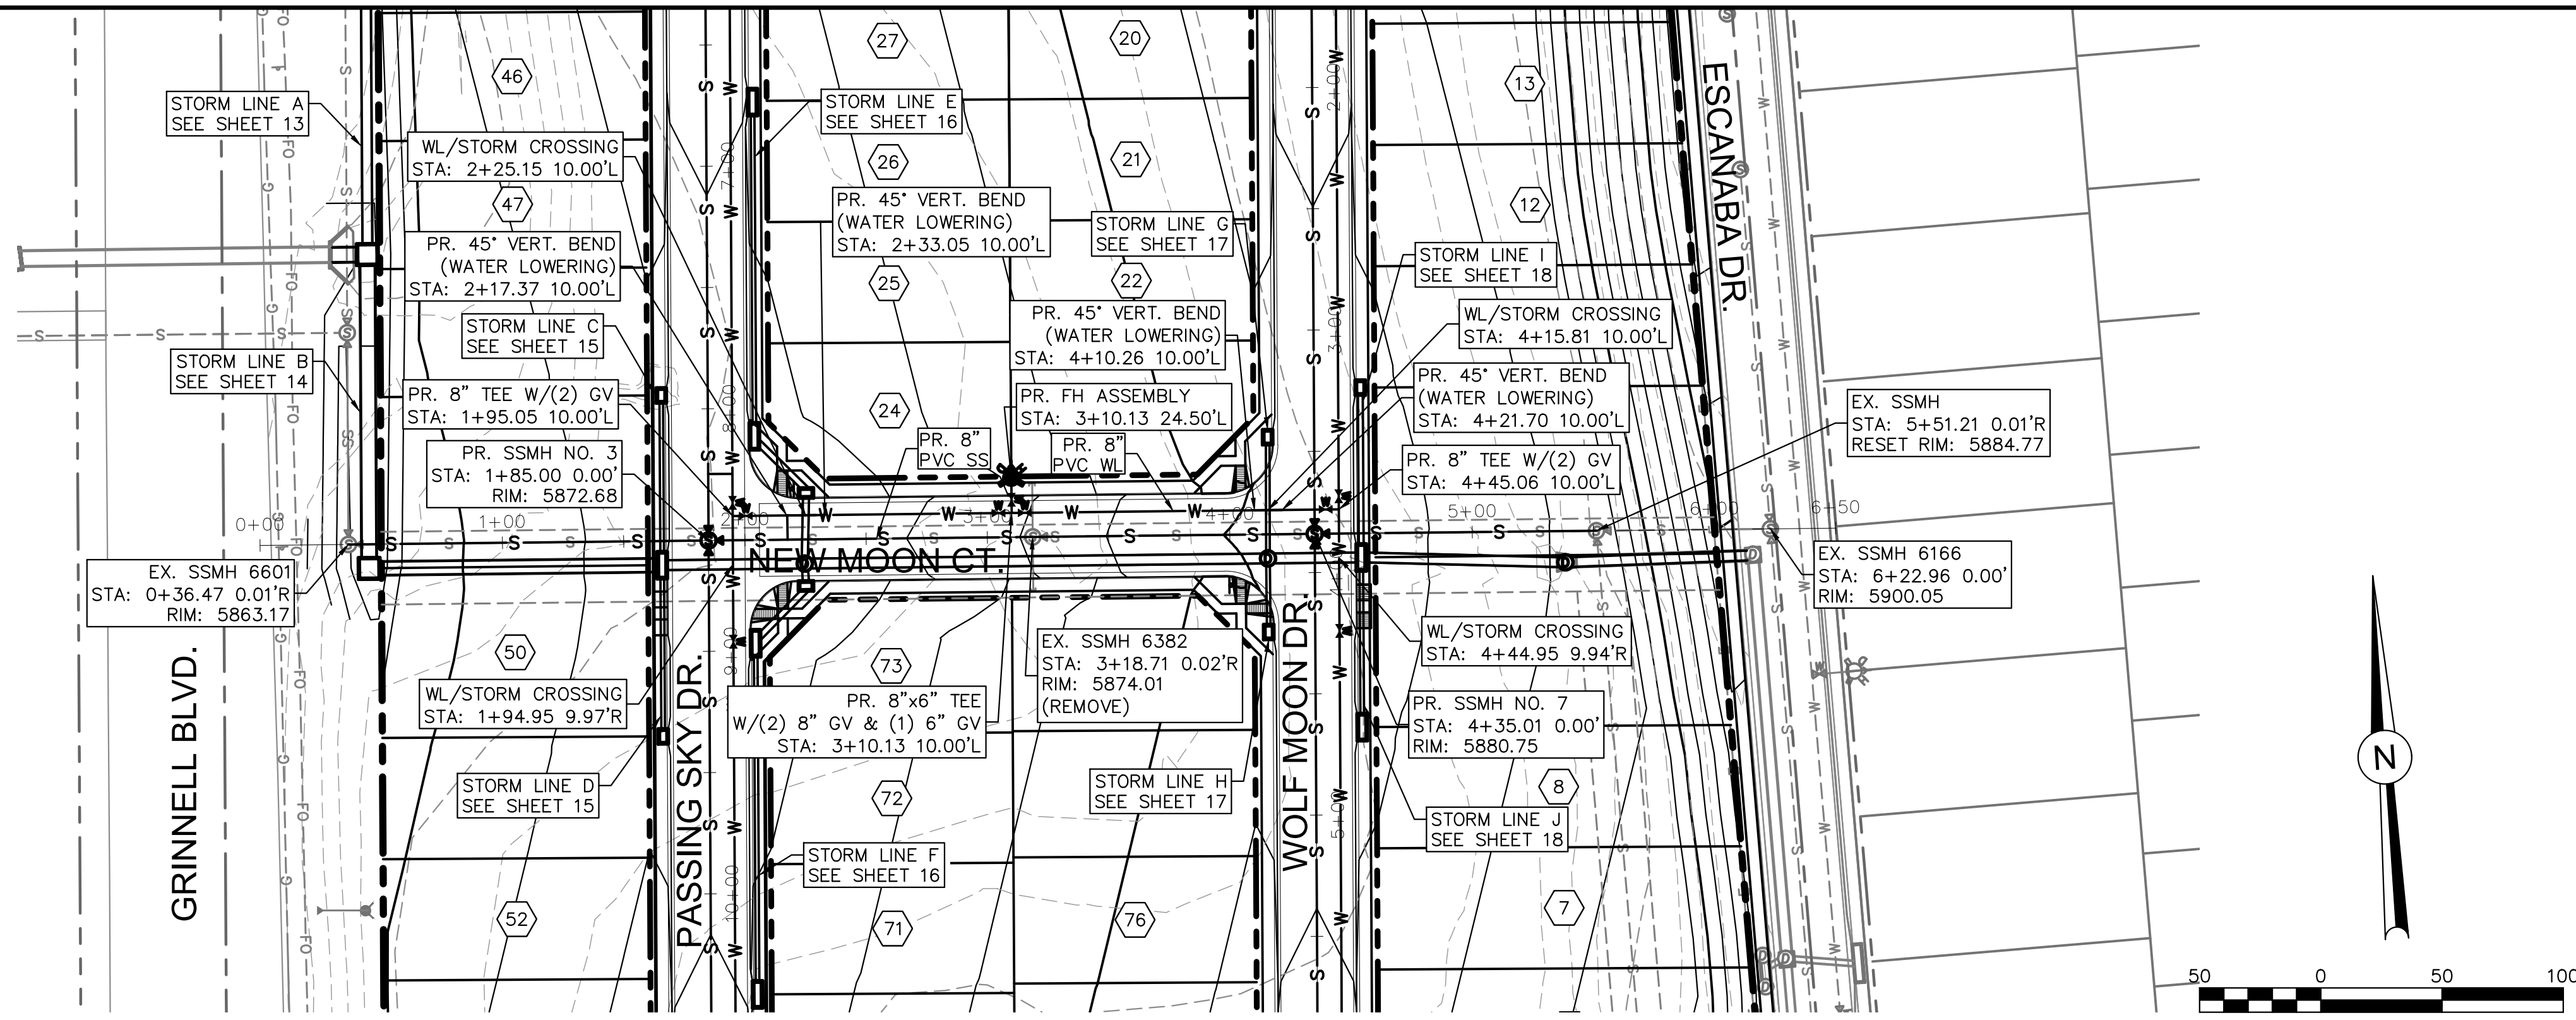 27
20
46
13
STORM LINE A
SEE SHEET 13
STORM LINE E
SEE SHEET 16
2+00
ESCANABA DR.
WL/STORM CROSSING
STA: 2+25.15 10.00'L
7+00
26
21
47
12
PR. 45° VERT. BEND
(WATER LOWERING)
STA: 2+33.05 10.00'L
STORM LINE G
SEE SHEET 17
PR. 45° VERT. BEND
(WATER LOWERING)
STA: 2+17.37 10.00'L
STORM LINE I
SEE SHEET 18
25
22
STORM LINE C
SEE SHEET 15
PR. 45° VERT. BEND
(WATER LOWERING)
STA: 4+10.26 10.00'L
WL/STORM CROSSING
STA: 4+15.81 10.00'L
3+00
STORM LINE B
SEE SHEET 14
PR. 8" TEE W/(2) GV
STA: 1+95.05 10.00'L
8+00
24
PR. FH ASSEMBLY
STA: 3+10.13 24.50'L
PR. 45° VERT. BEND
(WATER LOWERING)
STA: 4+21.70 10.00'L
EX. SSMH
STA: 5+51.21 0.01'R
RESET RIM: 5884.77
PR. SSMH NO. 3
STA: 1+85.00 0.00'
RIM: 5872.68
PR. 8"
PVC SS
PR. 8"
PVC WL
PR. 8" TEE W/(2) GV
STA: 4+45.06 10.00'L
0+00
1+00
2+00
3+00
4+00
5+00
6+00
6+50
NEW MOON CT.
EX. SSMH 6601
STA: 0+36.47 0.01'R
RIM: 5863.17
EX. SSMH 6166
STA: 6+22.96 0.00'
RIM: 5900.05
4+00
GRINNELL BLVD.
50
PASSING SKY DR.
9+00
73
EX. SSMH 6382
STA: 3+18.71 0.02'R
RIM: 5874.01
(REMOVE)
WOLF MOON DR.
WL/STORM CROSSING
STA: 4+44.95 9.94'R
WL/STORM CROSSING
STA: 1+94.95 9.97'R
PR. 8"x6" TEE
W/(2) 8" GV & (1) 6" GV
STA: 3+10.13 10.00'L
PR. SSMH NO. 7
STA: 4+35.01 0.00'
RIM: 5880.75
N
STORM LINE D
SEE SHEET 15
72
STORM LINE H
SEE SHEET 17
8
5+00
STORM LINE J
SEE SHEET 18
STORM LINE F
SEE SHEET 16
10+00
52
71
76
7
50 0 50 100